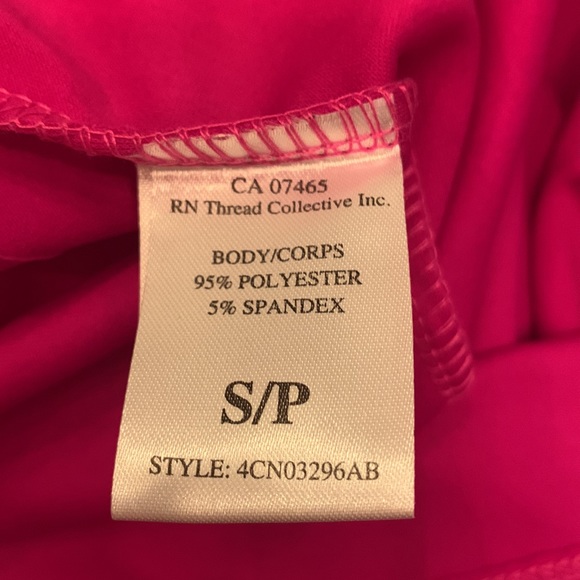 CA 07465
RN Thread Collective Inc.
BODY/CORPS
95% POLYESTER
5% SPANDEX
S/P
STYLE: 4CN03296AB